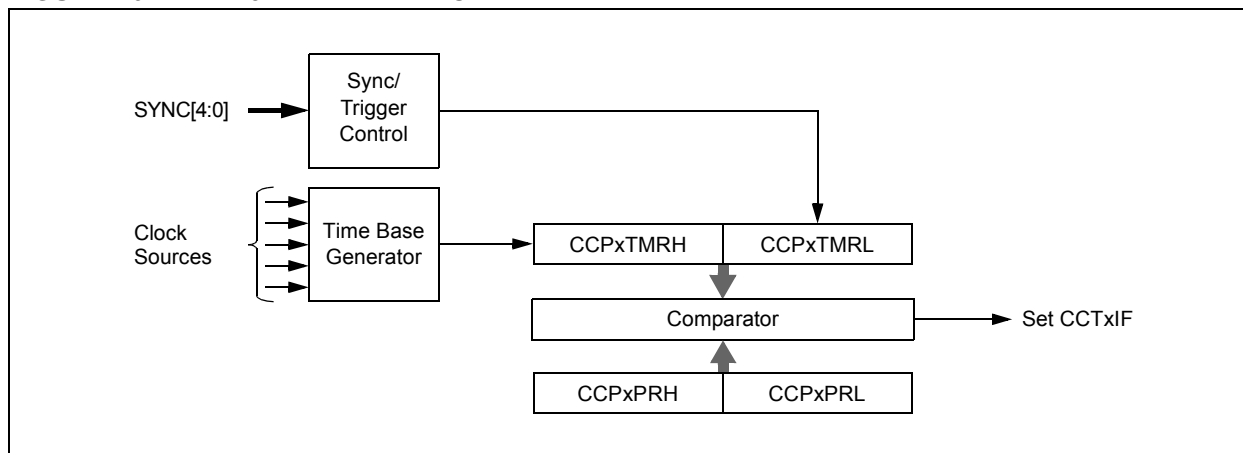 SYNC[4:0]
Sync/
Trigger
Control
Clock
Sources
Time Base
Generator
CCPxTMRH
CCPxTMRL
Comparator
Set CCTxIF
CCPxPRH
CCPxPRL